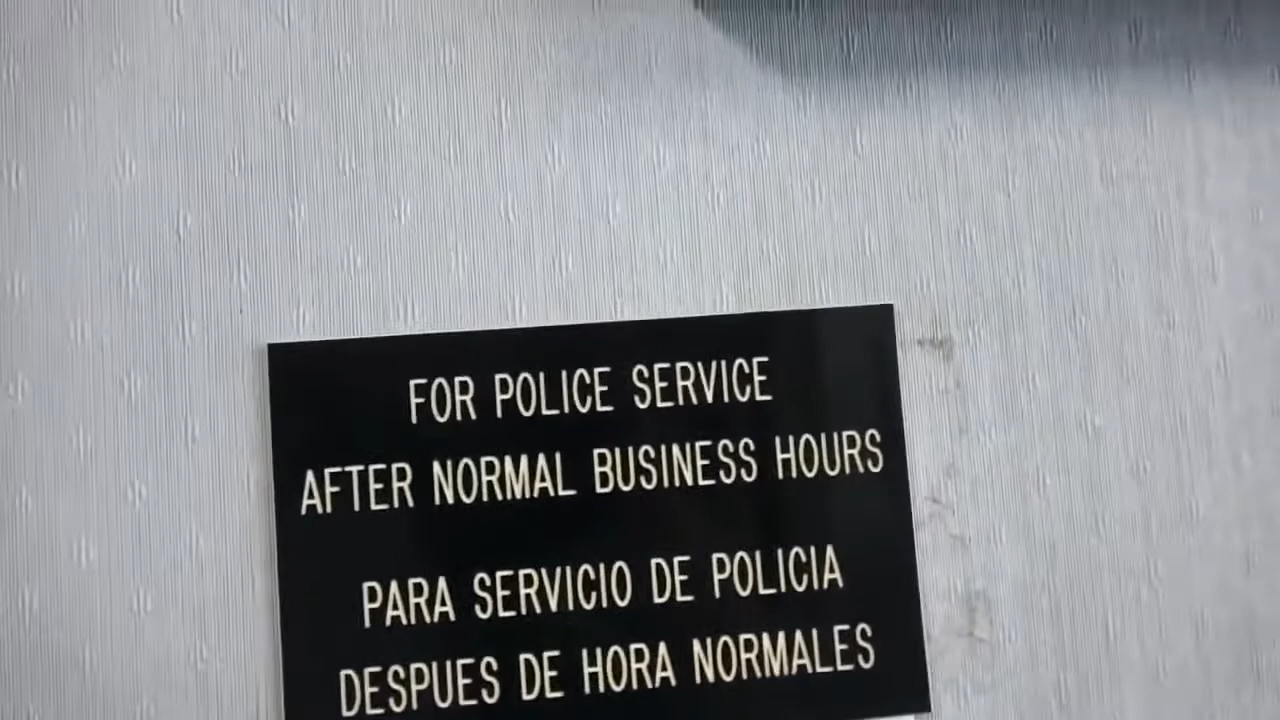 FOR POLICE SERVICE
AFTER NORMAL BUSINESS HOURS
PARA SERVICIO DE POLICIA
DESPUES DE HORA NORMALES